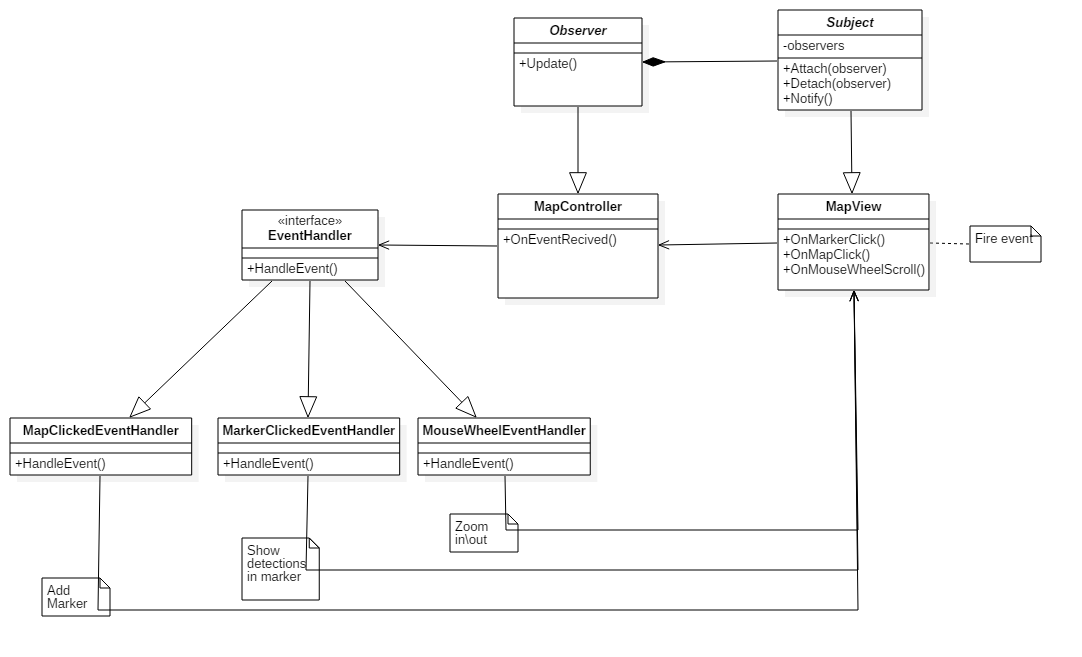 Observer
+Update()
Subject
-observers
+Attach(observer)
+Detach(observer)
+Notify()
«interface»
EventHandler
+HandleEvent()
MapController
+OnEventRecived()
MapView
+OnMarkerClick()
+OnMapClick()
+OnMouseWheelScroll()
Fire event
MapClickedEventHandler
+HandleEvent()
MarkerClickedEventHandler
+HandleEvent()
MouseWheelEventHandler
+HandleEvent()
Zoom
in\out
Show
detections
in marker
Add
Marker